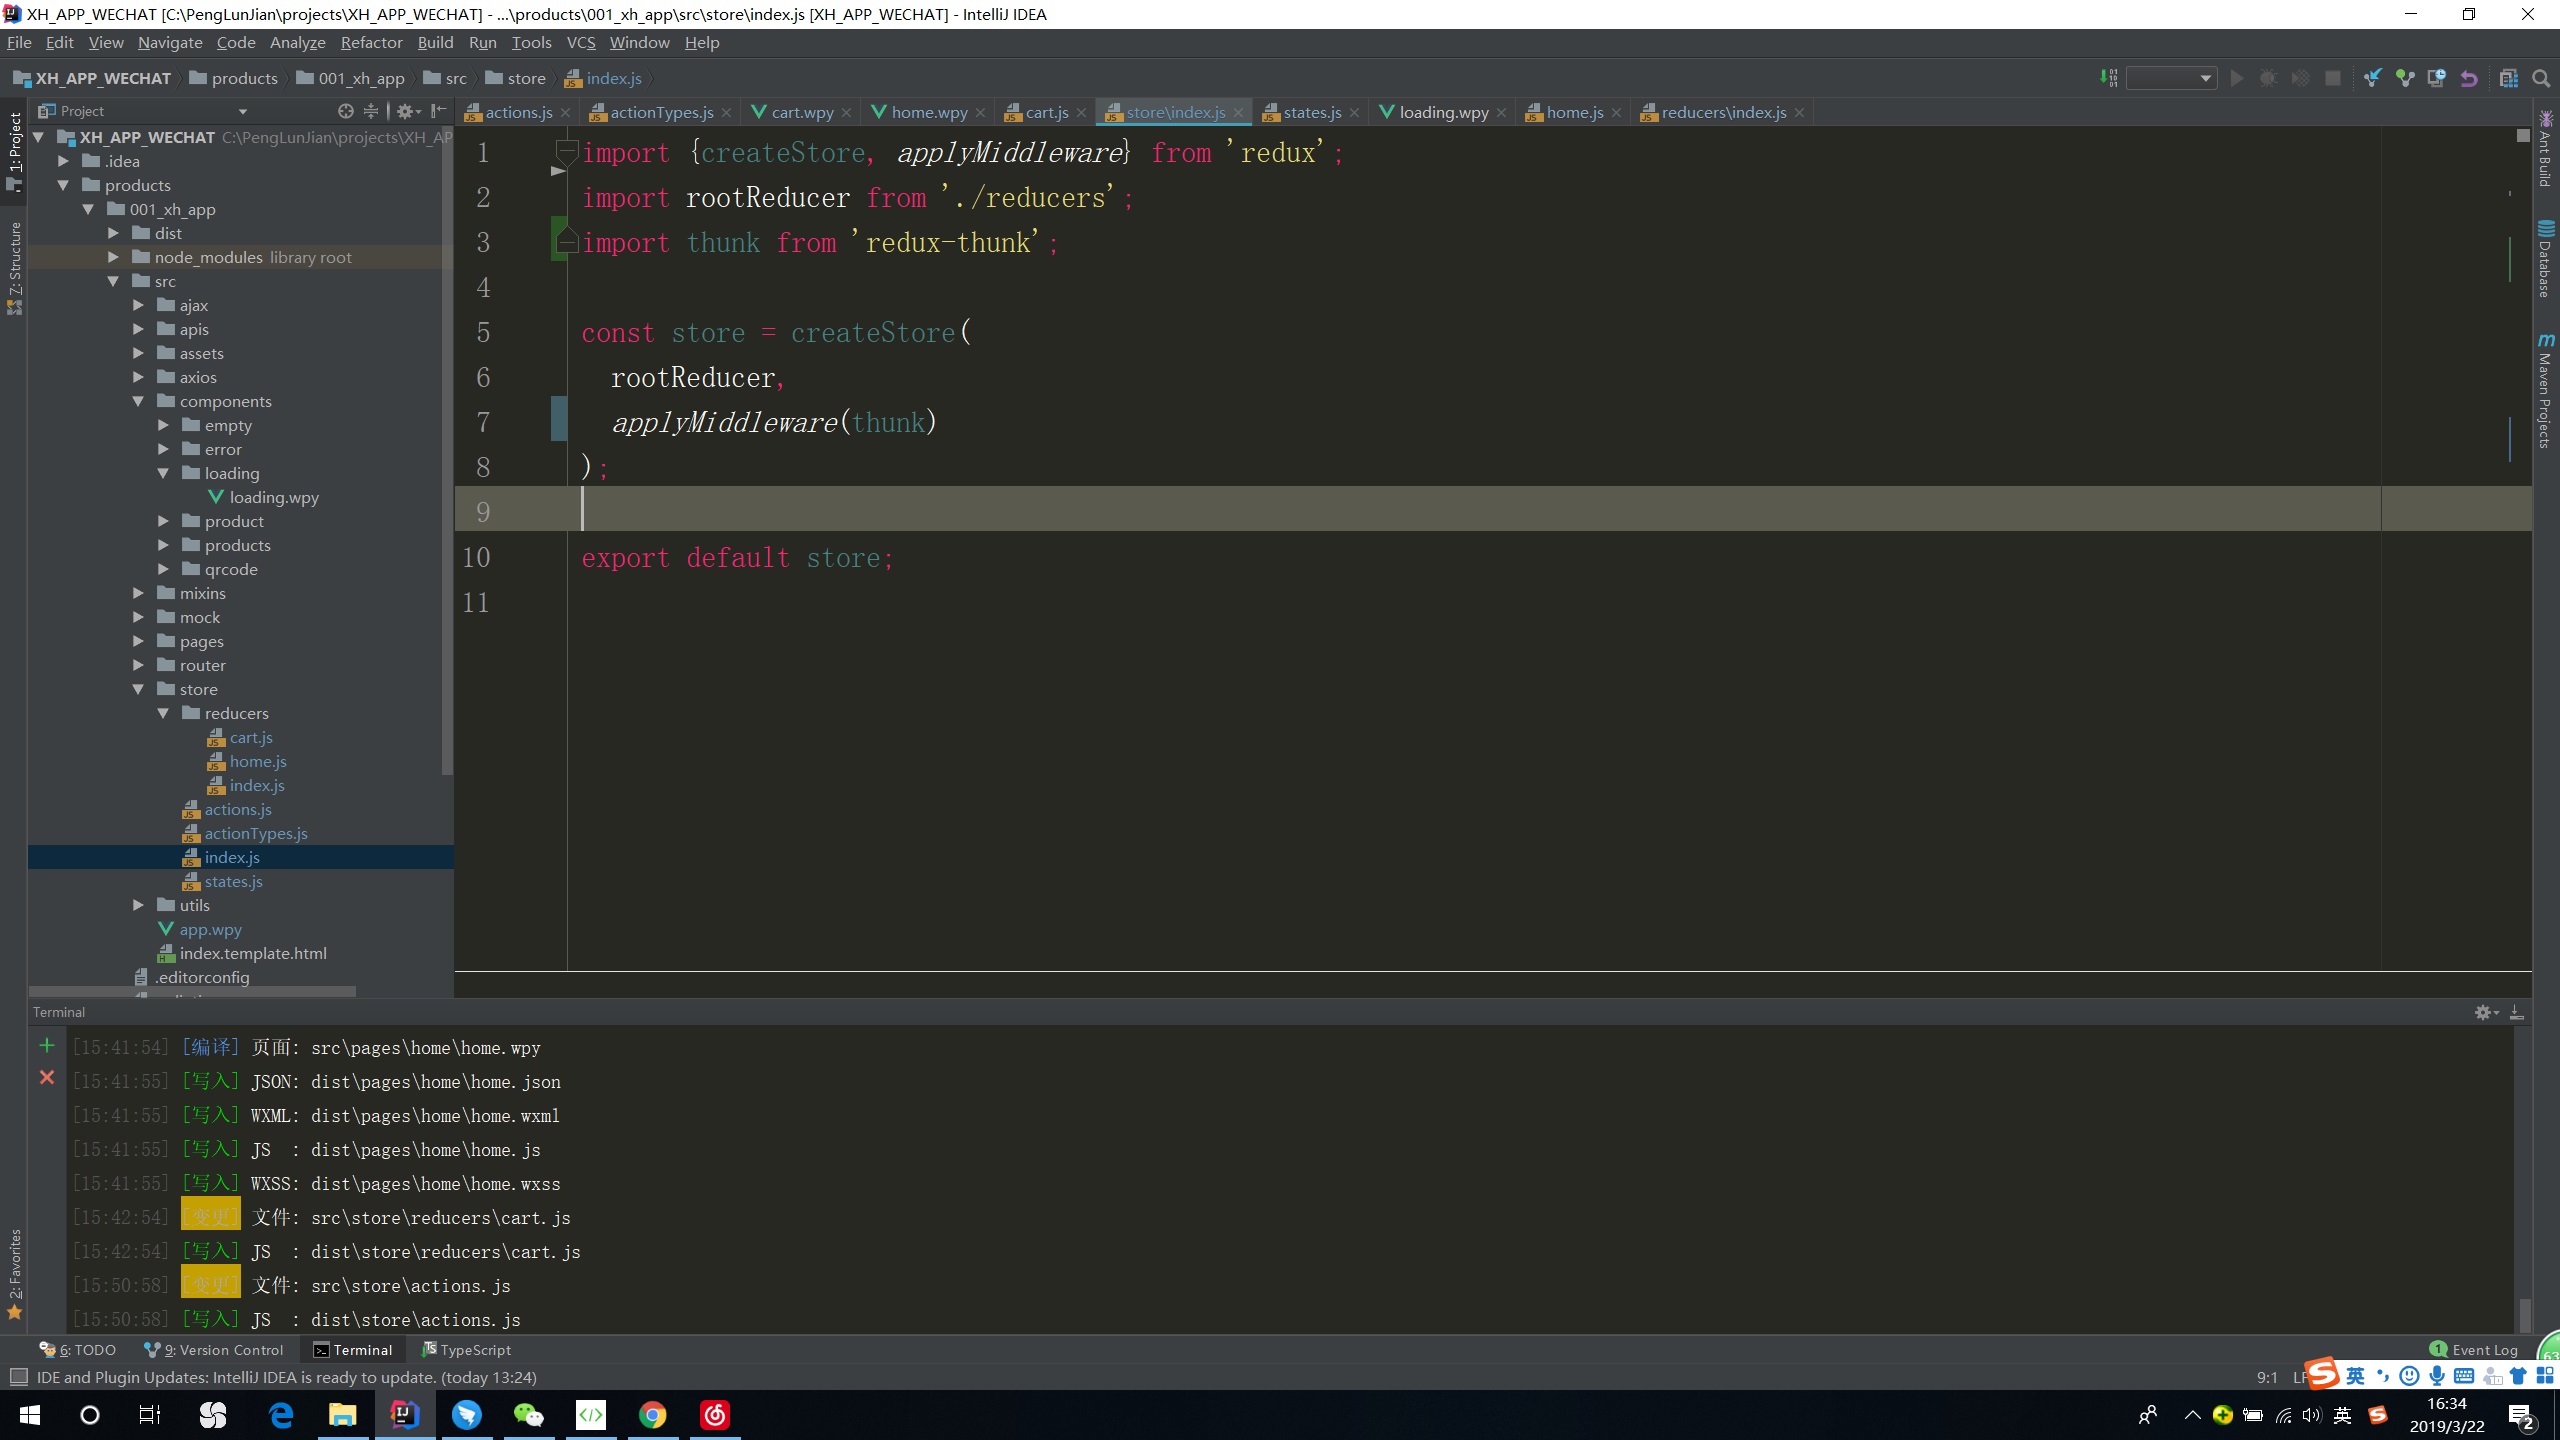 XH_APP_WECHAT [C:\PengLunJian\projects\XH_APP_WECHAT] - ...\products\001_xh_app\src\store\index.js [XH_APP_WECHAT] - IntelliJ IDEA
File Edit View Navigate Code Analyze Refactor Build Run Tools VCS Window Help
XH_APP_WECHAT products 001_xh_app src store index.js
Project
actions.js actionTypes.js cart.wpy home.wpy cart.js store\index.js states.js loading.wpy home.js reducers\index.js
1: Project
Z: Structure
2: Favorites
XH_APP_WECHAT C:\PengLunJian\projects\XH_AP
.idea
products
001_xh_app
dist
node_modules library root
src
ajax
apis
assets
axios
components
empty
error
loading
loading.wpy
product
products
qrcode
mixins
mock
pages
router
store
reducers
cart.js
home.js
index.js
actions.js
actionTypes.js
index.js
states.js
utils
app.wpy
index.template.html
.editorconfig
1 import {createStore, applyMiddleware} from 'redux';
2 import rootReducer from './reducers';
3 import thunk from 'redux-thunk';
4
5 const store = createStore(
6 rootReducer,
7 applyMiddleware(thunk)
8 );
9
10 export default store;
11
Ant Build
Database
Maven Projects
Terminal
[15:41:54] [编译] 页面: src\pages\home\home.wpy
[15:41:55] [写入] JSON: dist\pages\home\home.json
[15:41:55] [写入] WXML: dist\pages\home\home.wxml
[15:41:55] [写入] JS  : dist\pages\home\home.js
[15:41:55] [写入] WXSS: dist\pages\home\home.wxss
[15:42:54] [变更] 文件: src\store\reducers\cart.js
[15:42:54] [写入] JS  : dist\store\reducers\cart.js
[15:50:58] [变更] 文件: src\store\actions.js
[15:50:58] [写入] JS  : dist\store\actions.js
6: TODO 9: Version Control Terminal TypeScript 1 Event Log 63
IDE and Plugin Updates: IntelliJ IDEA is ready to update. (today 13:24) 9:1 英
英 16:34
2019/3/22 2